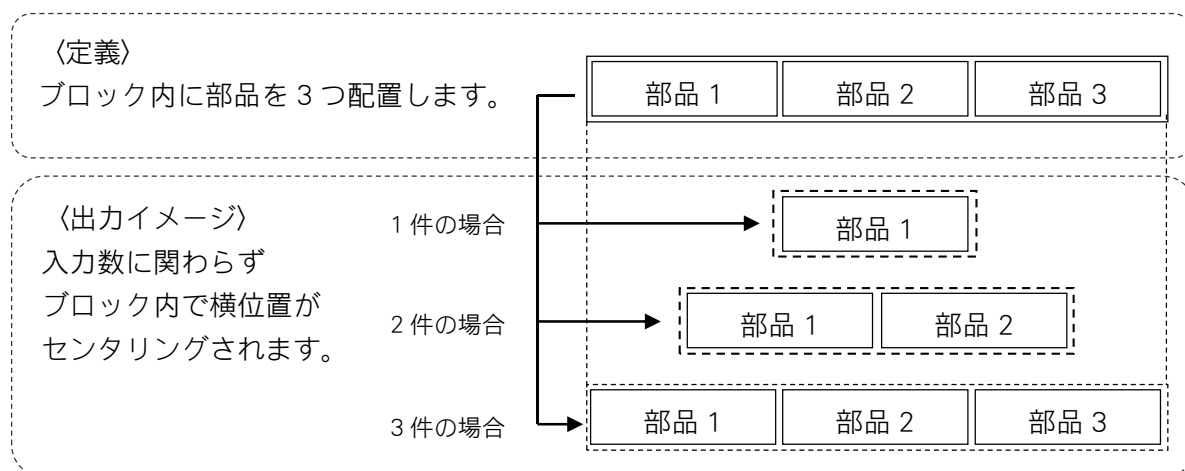 〈定義〉
ブロック内に部品を3つ配置します。
部品 1 部品 2 部品 3
〈出力イメージ〉
入力数に関わらず
ブロック内で横位置が
センタリングされます。
1 件の場合
部品 1
2 件の場合
部品 1 部品 2
3 件の場合
部品 1 部品 2 部品 3